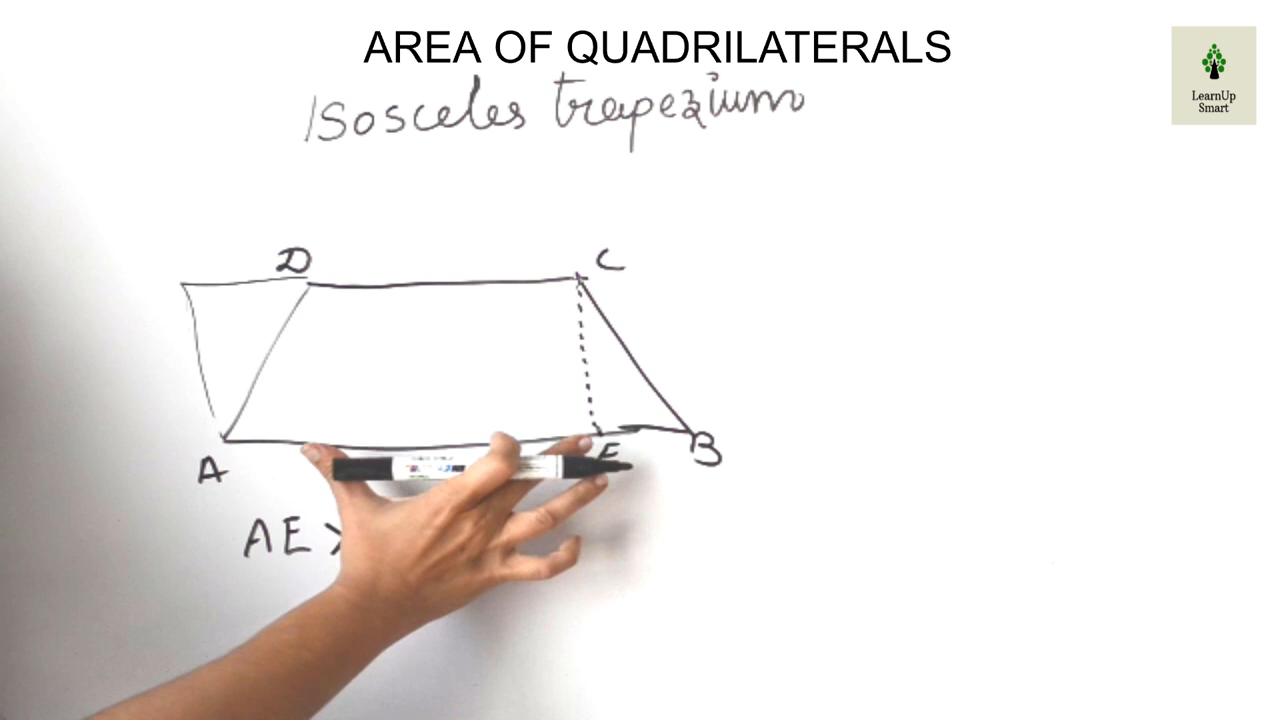 AREA OF QUADRILATERALS
LearnUp
Smart
Isosceles trapezium
D
C
A
E
B
AE